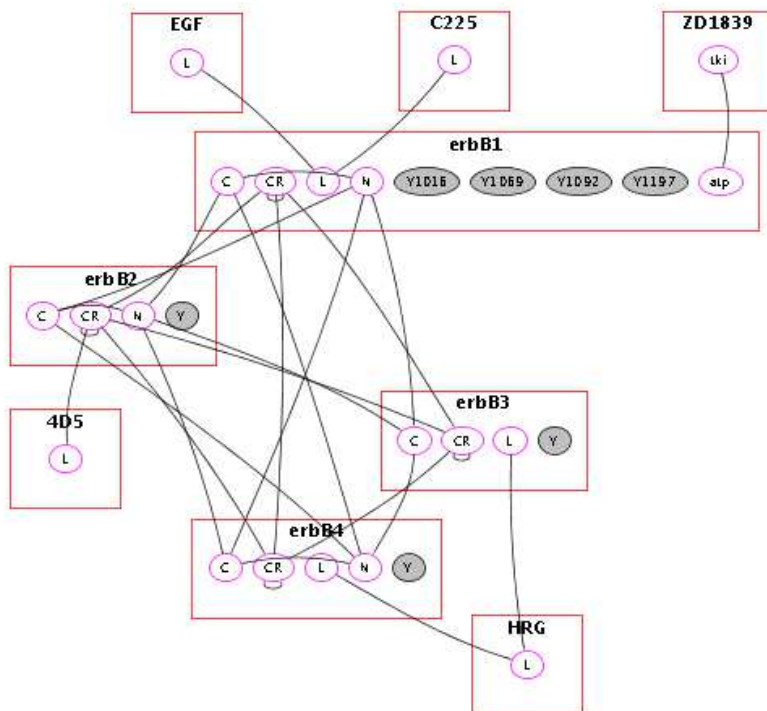 EGF
L
C225
L
ZD1839
tki
erbB1
C CR L N Y1016 Y1069 Y1092 Y1197 atp
erbB2
C CR N Y
erbB3
C CR L Y
4D5
L
erbB4
C CR L N Y
HRG
L